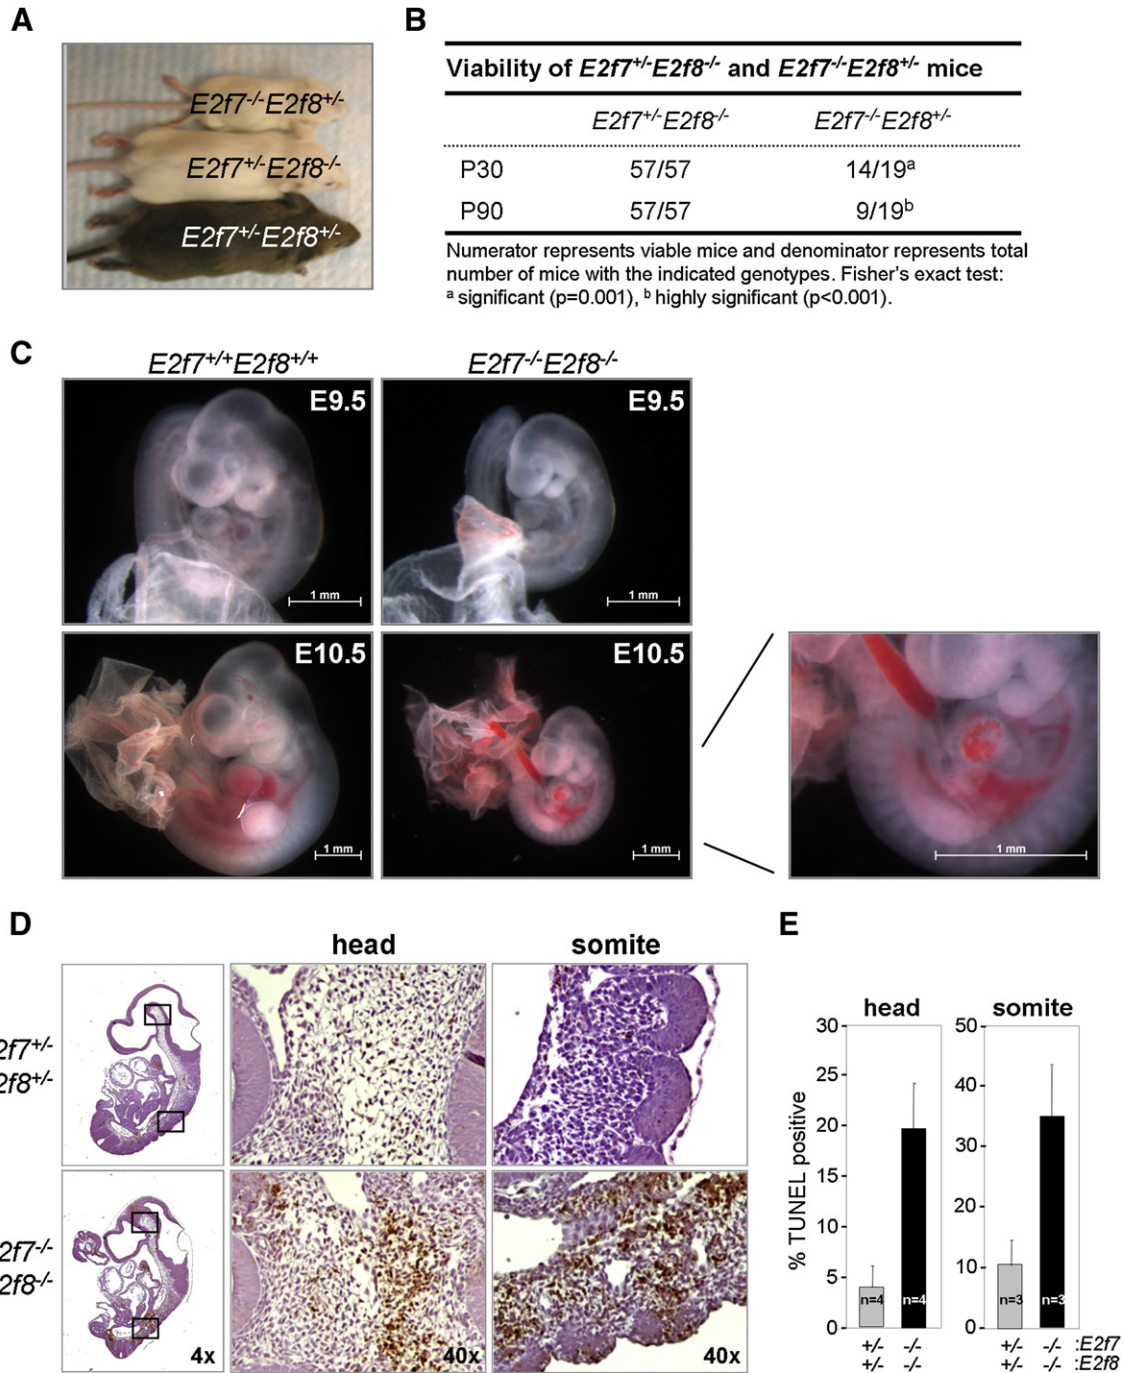 A
E2f7-/-E2f8+/-
E2f7+/-E2f8-/-
E2f7+/-E2f8+/-
B
Viability of E2f7+/-E2f8-/- and E2f7-/-E2f8+/- mice
E2f7+/-E2f8-/- E2f7-/-E2f8+/-
P30 57/57 14/19a
P90 57/57 9/19b
Numerator represents viable mice and denominator represents total
number of mice with the indicated genotypes. Fisher's exact test:
a significant (p=0.001), b highly significant (p<0.001).
C
E2f7+/+E2f8+/+ E2f7-/-E2f8-/-
E9.5 E9.5
1 mm 1 mm
E10.5 E10.5
1 mm 1 mm 1 mm
D
head somite
2f7+/-
2f8+/-
2f7-/-
2f8-/-
4x 40x 40x
E
head somite
% TUNEL positive
30
25
20
15
10
5
0
n=4 n=4
50
40
30
20
10
0
n=3 n=3
+/- -/- +/- -/- :E2f7
+/- -/- +/- -/- :E2f8